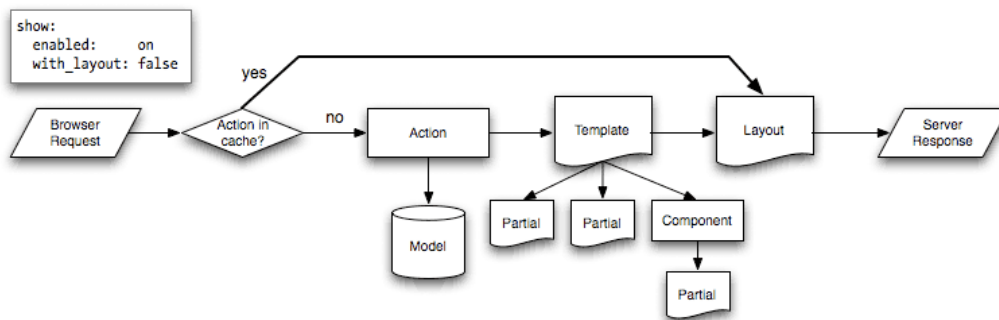 show:
enabled: on
with_layout: false
yes
Browser
Request
Action in
cache?
no
Action
Template
Layout
Server
Response
Model
Partial
Partial
Component
Partial